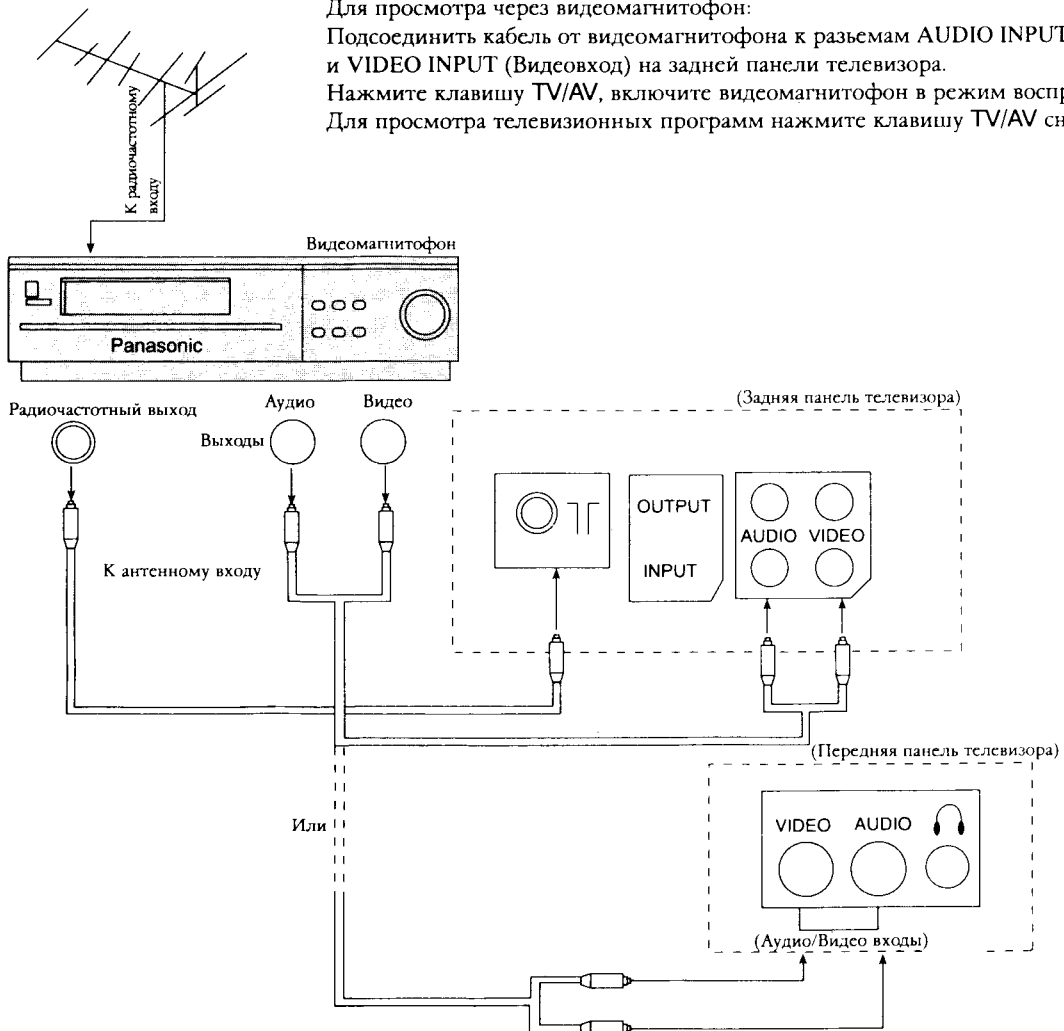 Для просмотра через видеомагнитофон:
Подсоединить кабель от видеомагнитофона к разьемам AUDIO INPUT
и VIDEO INPUT (Видеовход) на задней панели телевизора.
Нажмите клавишу TV/AV, включите видеомагнитофон в режим
Для просмотра телевизионных программ нажмите клавишу TV/AV
К радиочастотному
входу
Видеомагнитофон
Panasonic
Радиочастотный выход
Аудио
Видео
Выходы
(Задняя панель телевизора)
OUTPUT
AUDIO VIDEO
INPUT
К антенному входу
(Передняя панель телевизора)
Или
VIDEO AUDIO
(Аудио/Видео входы)